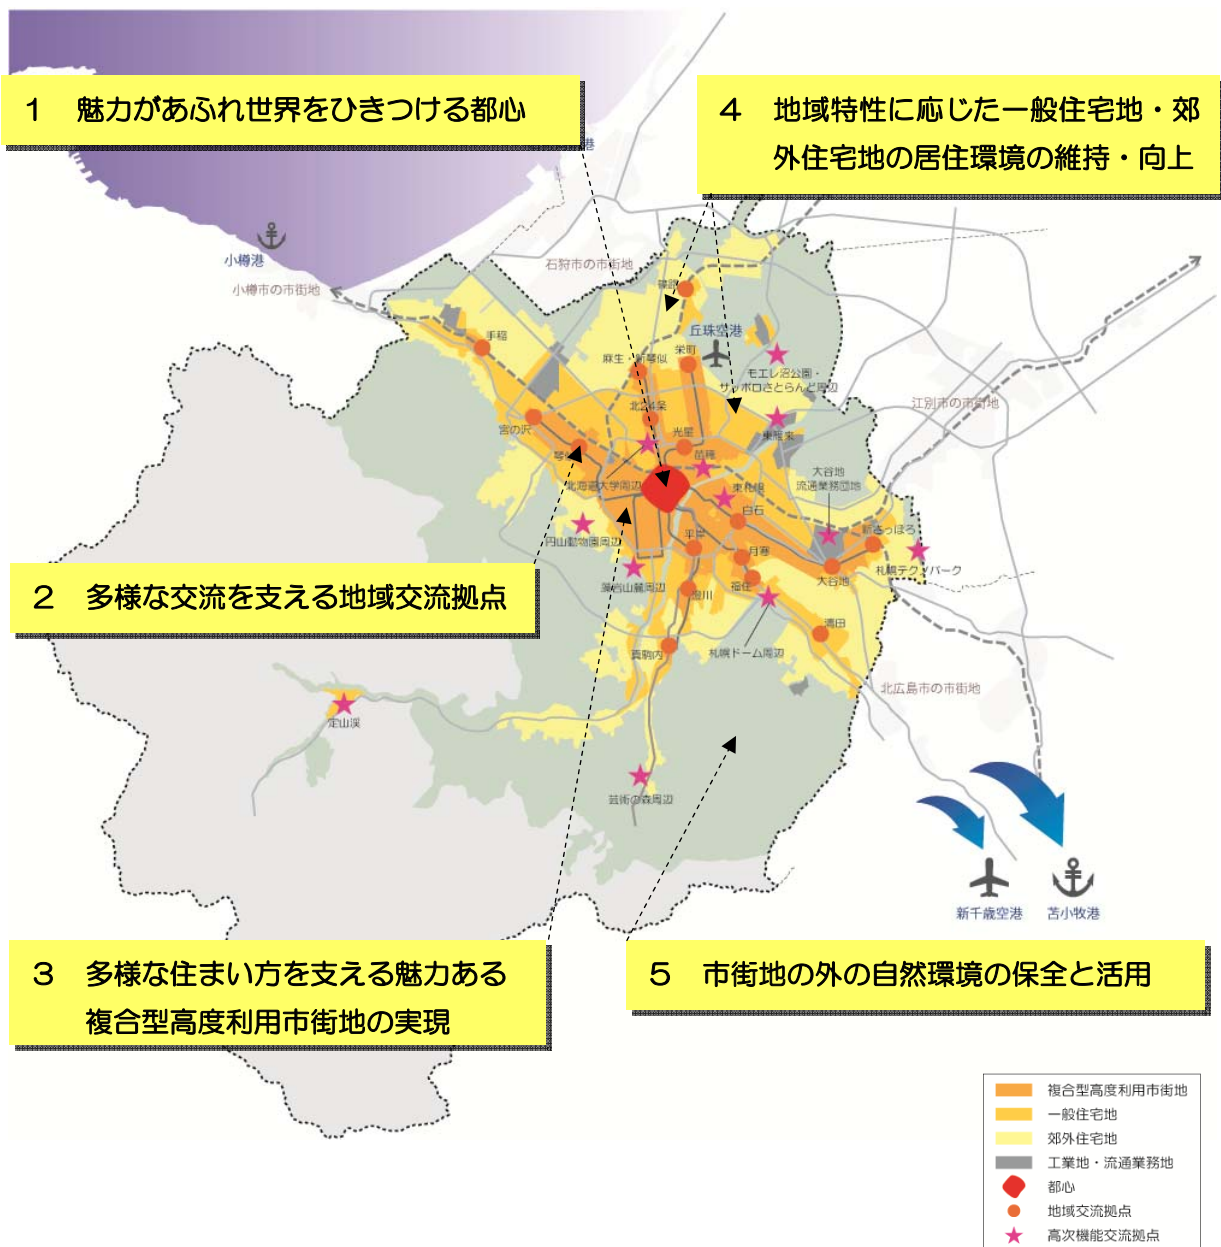 1 魅力があふれ世界をひきつける都心
4 地域特性に応じた一般住宅地・郊
外住宅地の居住環境の維持・向上
港
小樽港
小樽市の市街地
石狩市の市街地
篠路
丘珠空港
手稲
麻生・新琴似
栄町
モエレ沼公園・
サッポロさとらんど周辺
江別市の市街地
北24条
宮の沢
光星
東雁来
琴似
苗穂
北海道大学周辺
大谷地
流通業務団地
東札幌
白石
新さっぽろ
円山動物園周辺
平岸
月寒
札幌テクノパーク
2 多様な交流を支える地域交流拠点
藻岩山麓周辺
澄川
福住
大谷地
清田
真駒内
札幌ドーム周辺
北広島市の市街地
定山渓
芸術の森周辺
新千歳空港
苫小牧港
3 多様な住まい方を支える魅力ある
複合型高度利用市街地の実現
5 市街地の外の自然環境の保全と活用
複合型高度利用市街地
一般住宅地
郊外住宅地
工業地・流通業務地
都心
地域交流拠点
高次機能交流拠点